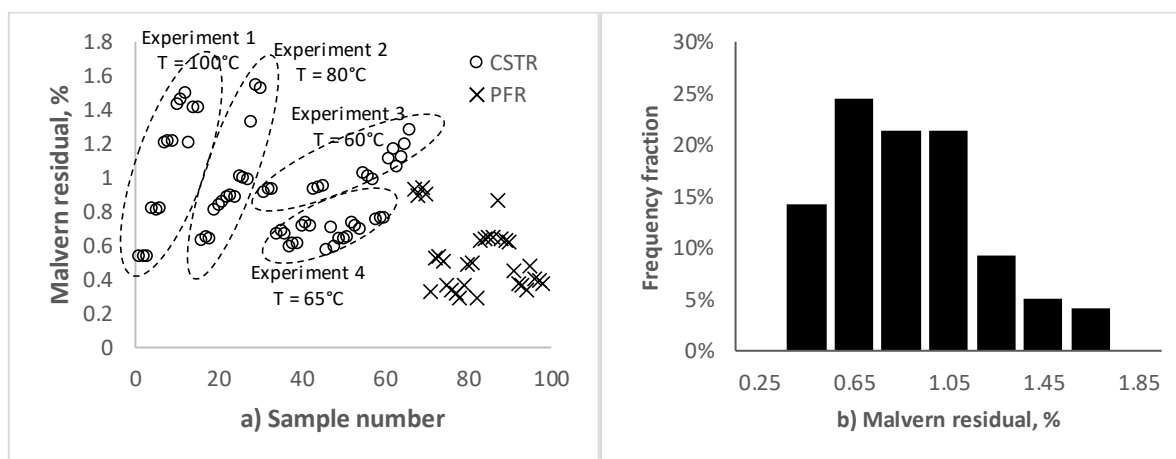 Experiment 1
T = 100°C
Experiment 2
T = 80°C
Experiment 3
T = 60°C
Experiment 4
T = 65°C
CSTR
PFR
Malvern residual, %
1.8
1.6
1.4
1.2
1
0.8
0.6
0.4
0.2
0
0 20 40 60 80 100
a) Sample number
Frequency fraction
30%
25%
20%
15%
10%
5%
0%
0.25 0.65 1.05 1.45 1.85
b) Malvern residual, %